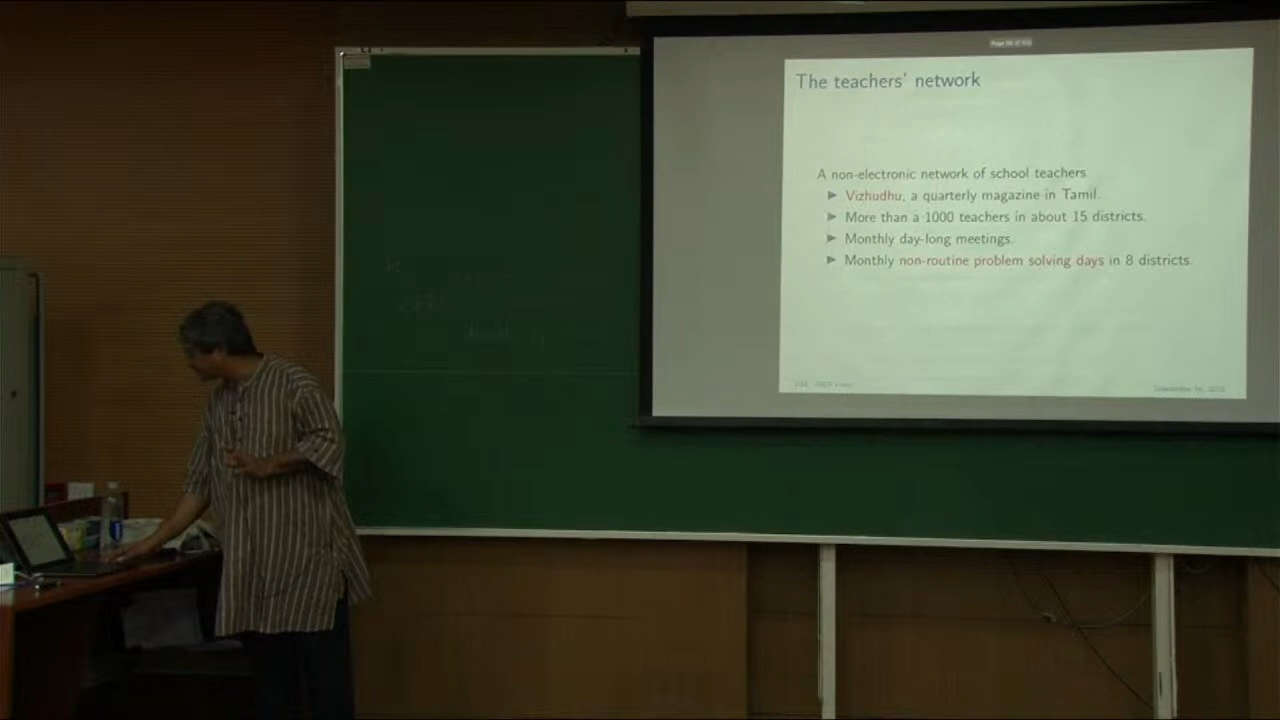 The teachers' network
A non-electronic network of school teachers
► Vizhudhu, a quarterly magazine in Tamil.
► More than a 1000 teachers in about 15 districts.
► Monthly day-long meetings.
► Monthly non-routine problem solving days in 8 districts.